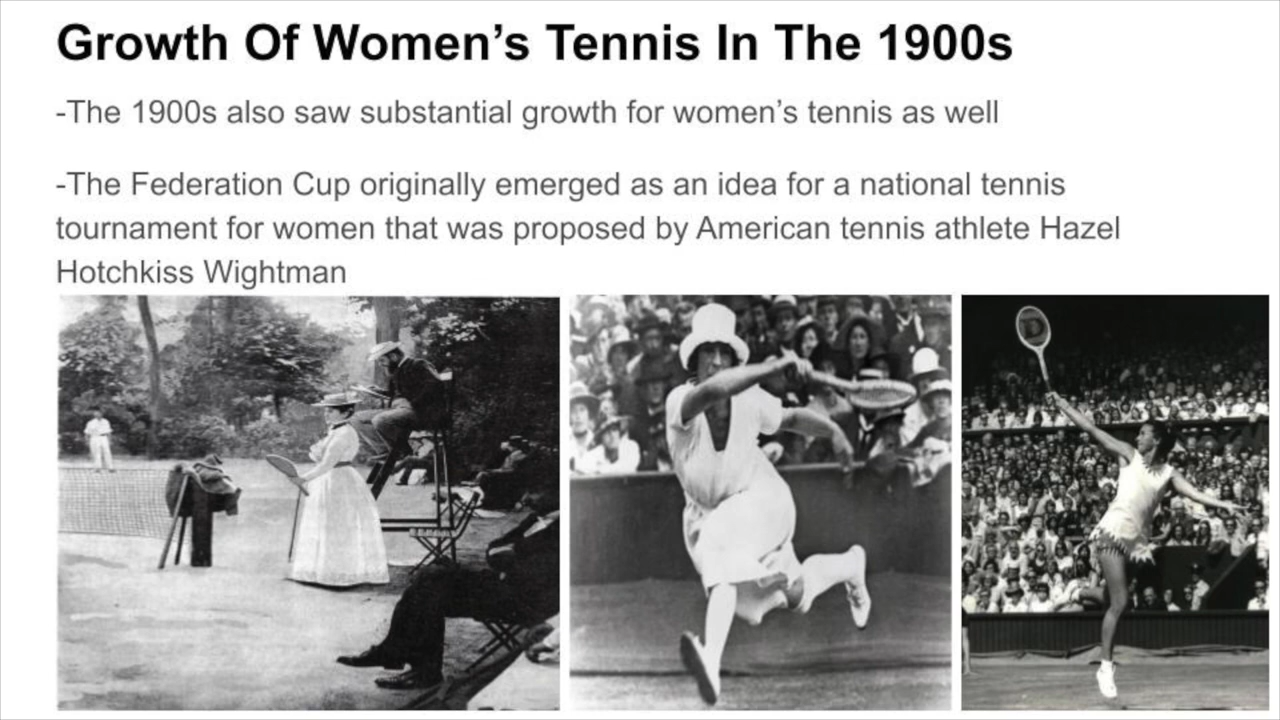 Growth Of Women’s Tennis In The 1900s
-The 1900s also saw substantial growth for women’s tennis as well
-The Federation Cup originally emerged as an idea for a national tennis
tournament for women that was proposed by American tennis athlete Hazel
Hotchkiss Wightman